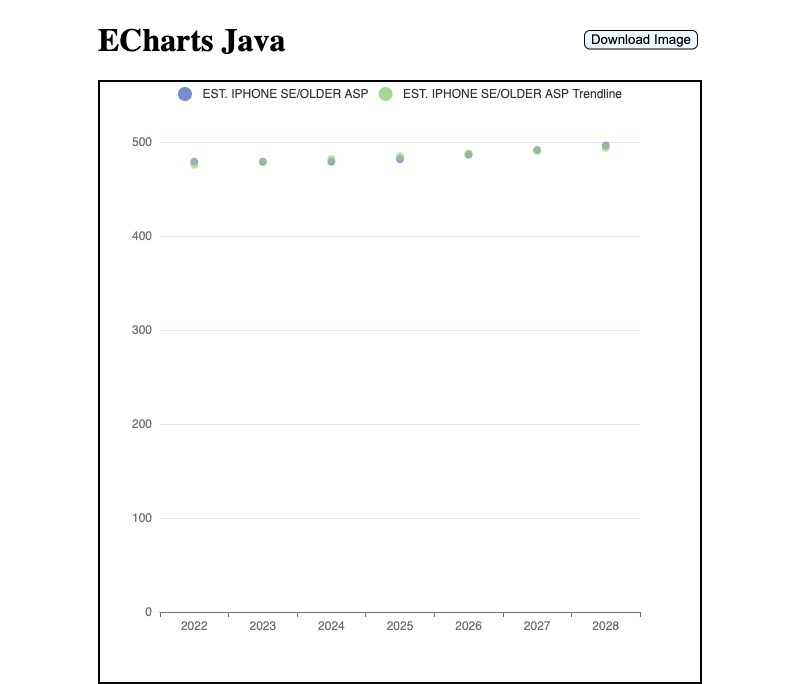 ECharts Java
Download Image
EST. IPHONE SE/OLDER ASP
EST. IPHONE SE/OLDER ASP Trendline
500
400
300
200
100
0
2022 2023 2024 2025 2026 2027 2028